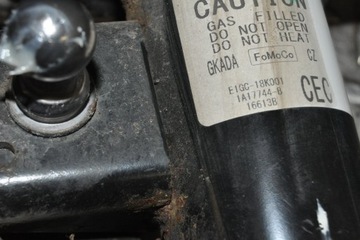 CAUTION
GAS FILLED
DO NOT OPEN
DO NOT HEAT
GKADA FoMoCo CZ
E1GC-18K001
1A17744-B CEC
16613B